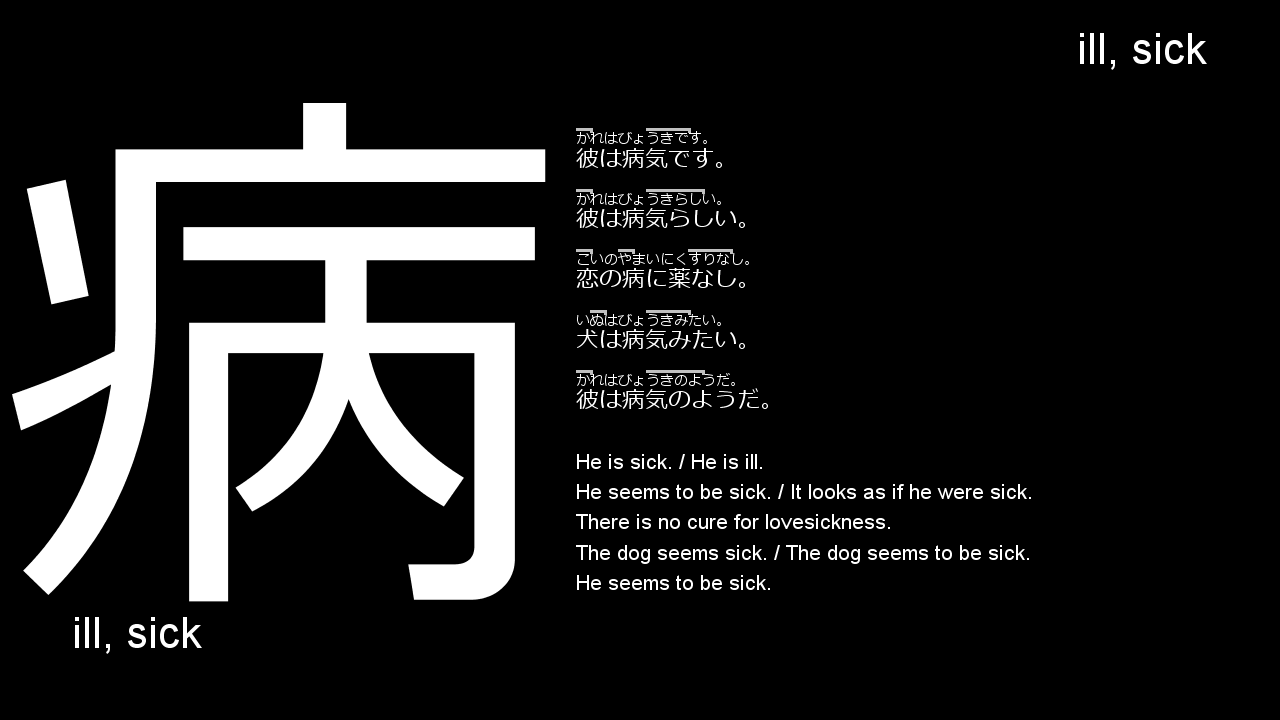 ill, sick
病
かれはびょうきです。
彼は病気です。
かれはびょうきらしい。
彼は病気らしい。
こいのやまいにくすりなし。
恋の病に薬なし。
いぬはびょうきみたい。
犬は病気みたい。
かれはびょうきのようだ。
彼は病気のようだ。
He is sick. / He is ill.
He seems to be sick. / It looks as if he were sick.
There is no cure for lovesickness.
The dog seems sick. / The dog seems to be sick.
He seems to be sick.
ill, sick